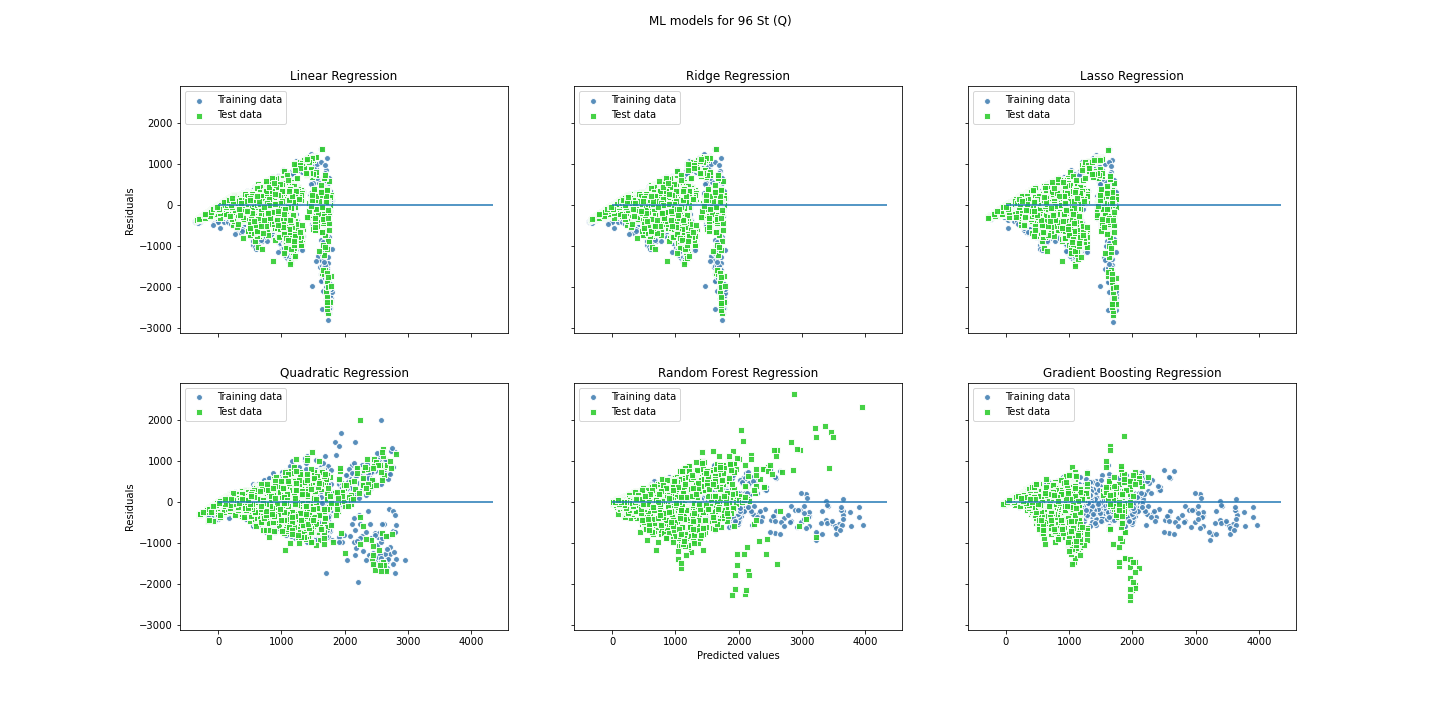 ML models for 96 St (Q)
Linear Regression
Training data
Test data
2000
1000
0
−1000
−2000
−3000
Residuals
Ridge Regression
Training data
Test data
Lasso Regression
Training data
Test data
Quadratic Regression
Training data
Test data
2000
1000
0
−1000
−2000
−3000
Residuals
0 1000 2000 3000 4000
Random Forest Regression
Training data
Test data
0 1000 2000 3000 4000
Predicted values
Gradient Boosting Regression
Training data
Test data
0 1000 2000 3000 4000